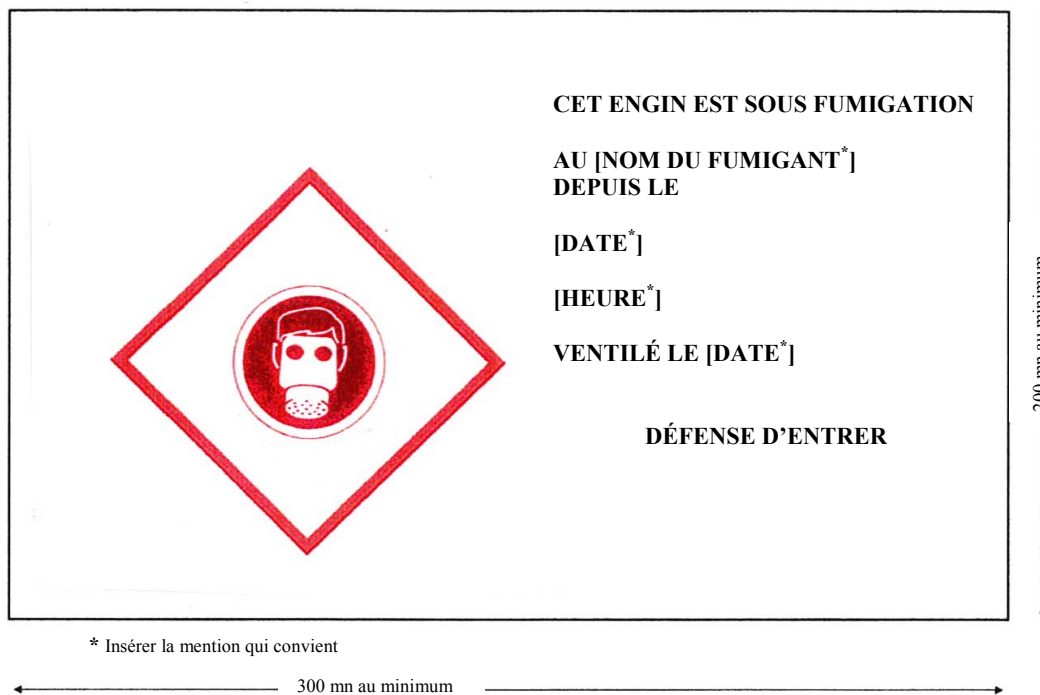 CET ENGIN EST SOUS FUMIGATION
AU [NOM DU FUMIGANT*]
DEPUIS LE
[DATE*]
[HEURE*]
VENTILÉ LE [DATE*]
DÉFENSE D'ENTRER
200 mn au minimum
* Insérer la mention qui convient
300 mn au minimum